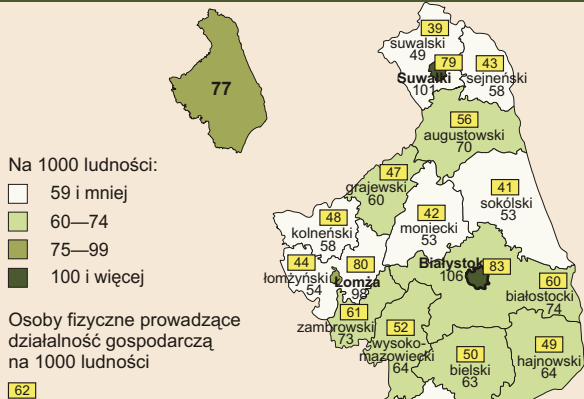 77
Na 1000 ludności:
59 i mniej
60—74
75—99
100 i więcej
Osoby fizyczne prowadzące
działalność gospodarczą
na 1000 ludności
62
39
suwalski
49
79
Suwałki
101
43
sejneński
58
56
augustowski
70
47
grajewski
60
41
sokólski
53
42
moniecki
53
48
kolneński
58
44
łomżyński
54
80
Łomża
98
83
Białystok
106
60
białostocki
74
61
zambrowski
73
52
wysoko-
mazowiecki
64
50
bielski
63
49
hajnowski
64